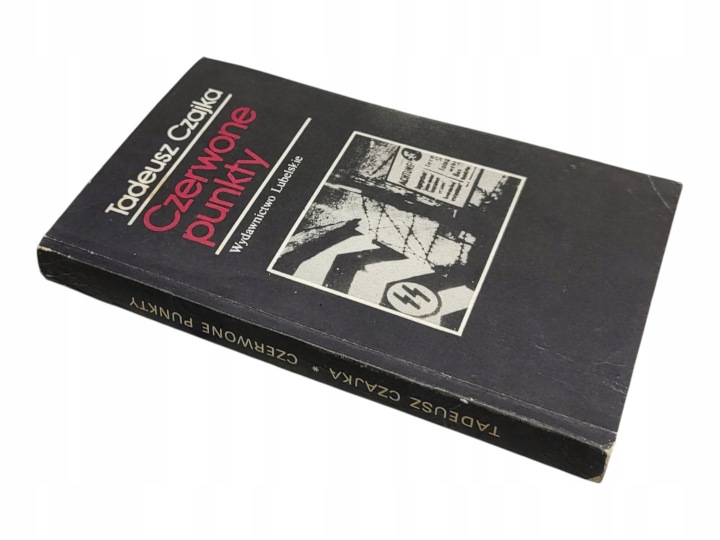 Tadeusz Czajka
Czerwone
punkty
Wydawnictwo Lubelskie
TADEUSZ CZAJKA * CZERWONE PUNKTY